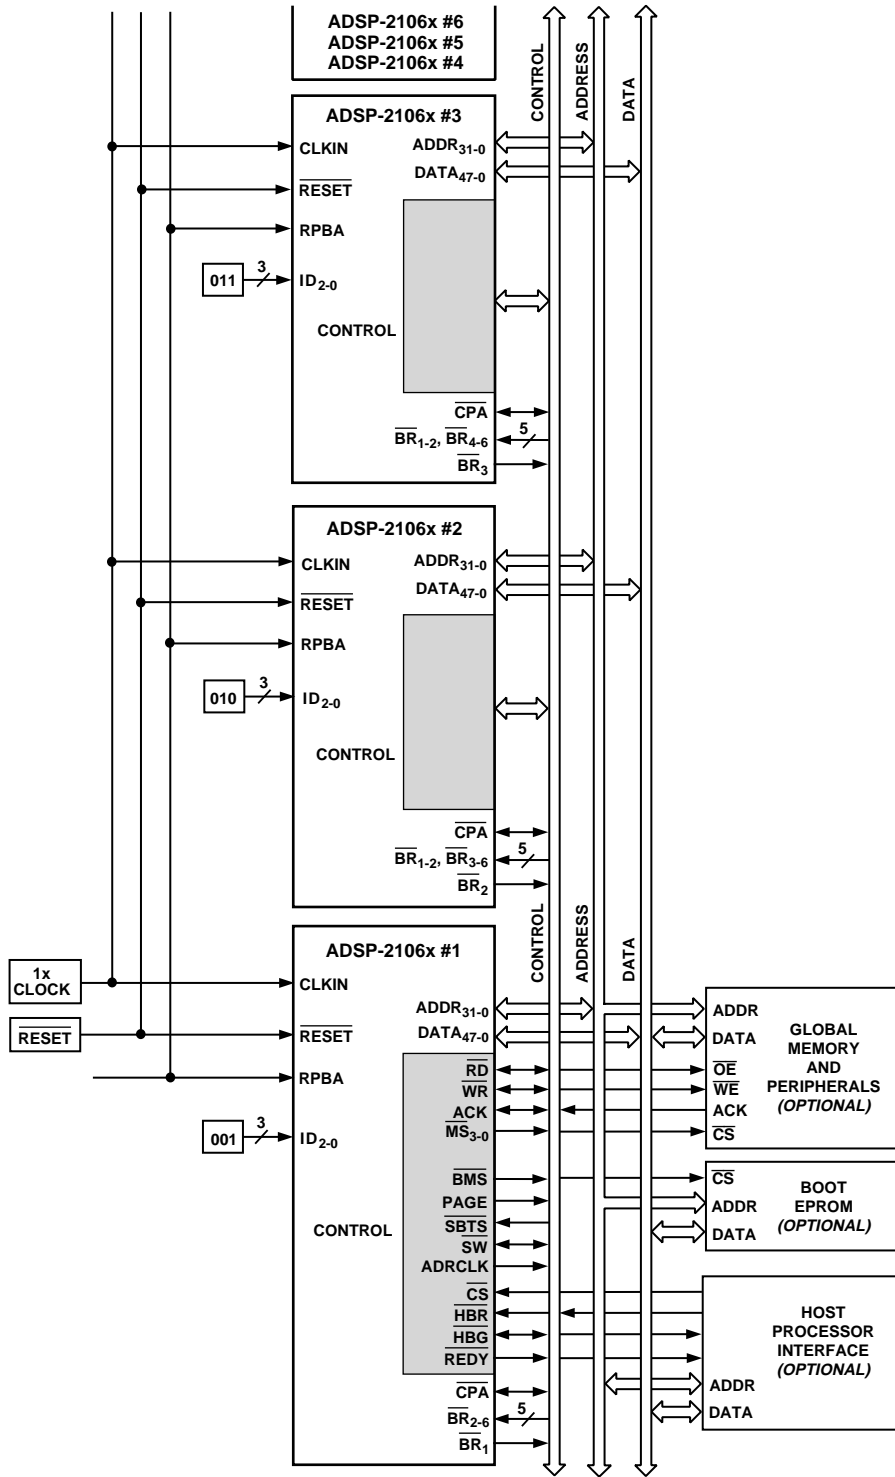 ADSP-2106x #6
ADSP-2106x #5
ADSP-2106x #4
CONTROL
ADDRESS
DATA
ADSP-2106x #3
CLKIN
RESET
RPBA
011
3
ID2-0
ADDR31-0
DATA47-0
CONTROL
CPA
BR1-2, BR4-6
5
BR3
ADSP-2106x #2
CLKIN
RESET
RPBA
010
3
ID2-0
ADDR31-0
DATA47-0
CONTROL
CPA
BR1-2, BR3-6
5
BR2
CONTROL
ADDRESS
DATA
ADSP-2106x #1
1x
CLOCK
CLKIN
RESET
RESET
RPBA
001
3
ID2-0
ADDR31-0
DATA47-0
RD
WR
ACK
MS3-0
BMS
PAGE
SBTS
SW
ADRCLK
CS
HBR
HBG
REDY
CONTROL
CPA
BR2-6
5
BR1
ADDR
DATA
OE
WE
ACK
CS
GLOBAL
MEMORY
AND
PERIPHERALS
(OPTIONAL)
CS
ADDR
DATA
BOOT
EPROM
(OPTIONAL)
HOST
PROCESSOR
INTERFACE
(OPTIONAL)
ADDR
DATA